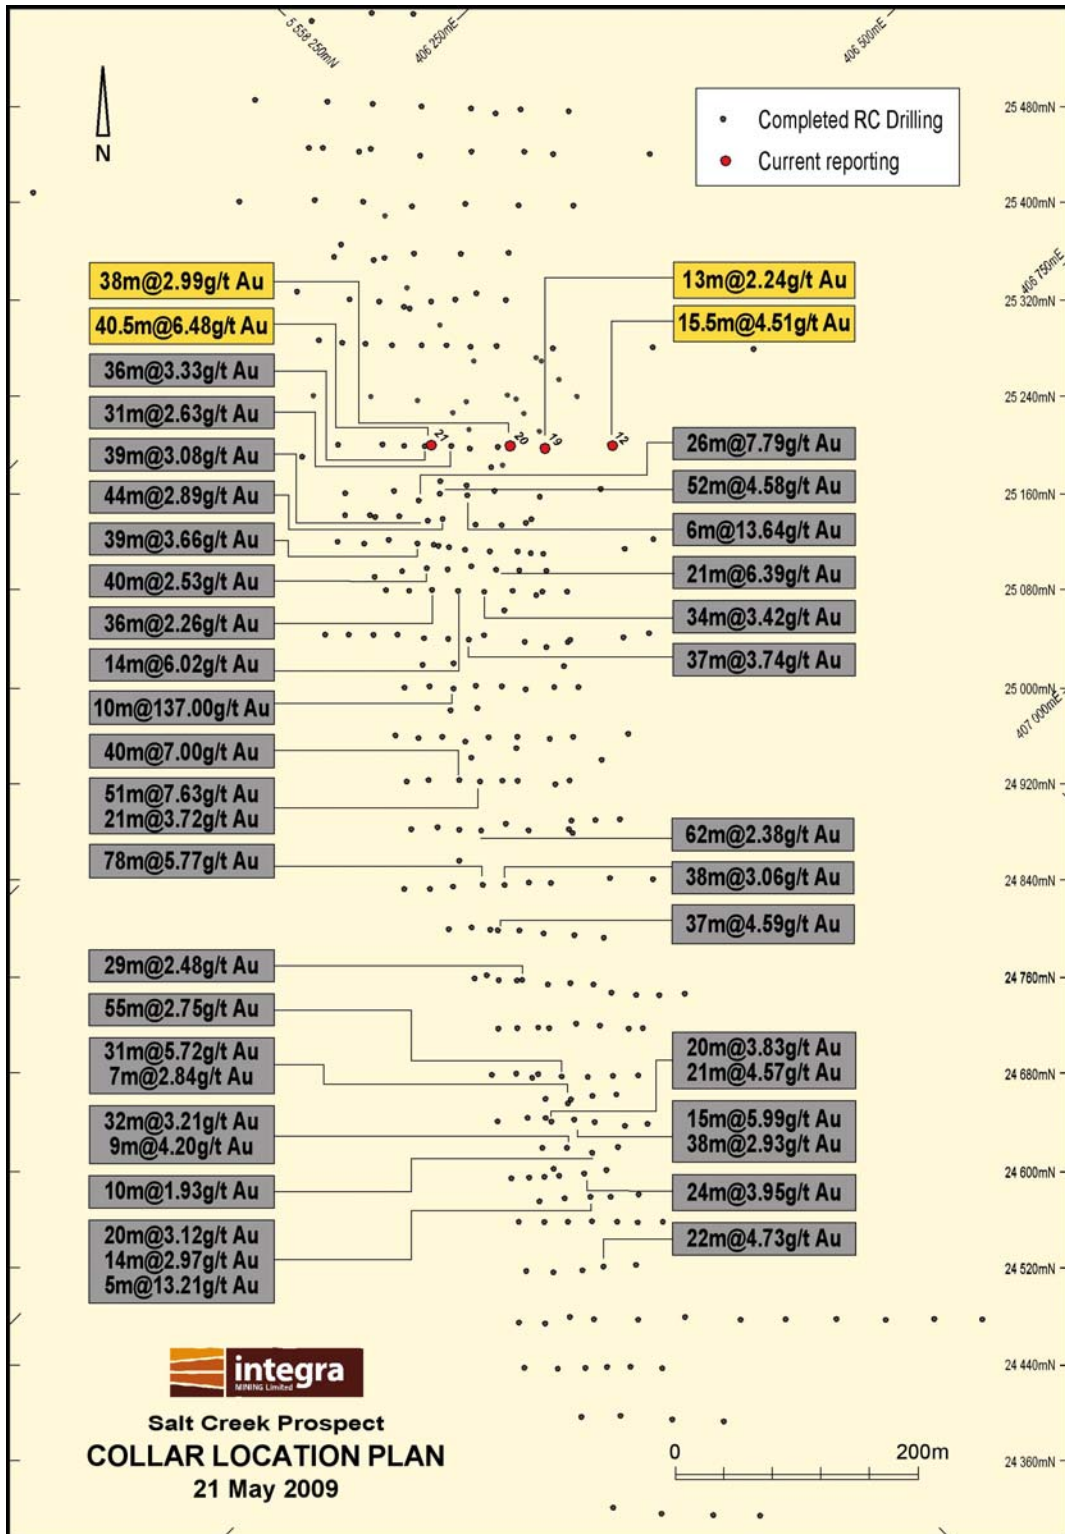 5 558 250mN
406 250mE
406 500mE
N
Completed RC Drilling
Current reporting
25 480mN
25 400mN
406 750mE
25 320mN
25 240mN
25 160mN
25 080mN
25 000mN
407 000mE
24 920mN
24 840mN
24 760mN
24 680mN
24 600mN
24 520mN
24 440mN
24 360mN
38m@2.99g/t Au
40.5m@6.48g/t Au
36m@3.33g/t Au
31m@2.63g/t Au
39m@3.08g/t Au
44m@2.89g/t Au
39m@3.66g/t Au
40m@2.53g/t Au
36m@2.26g/t Au
14m@6.02g/t Au
10m@137.00g/t Au
40m@7.00g/t Au
51m@7.63g/t Au
21m@3.72g/t Au
78m@5.77g/t Au
29m@2.48g/t Au
55m@2.75g/t Au
31m@5.72g/t Au
7m@2.84g/t Au
32m@3.21g/t Au
9m@4.20g/t Au
10m@1.93g/t Au
20m@3.12g/t Au
14m@2.97g/t Au
5m@13.21g/t Au
21
20
19
12
13m@2.24g/t Au
15.5m@4.51g/t Au
26m@7.79g/t Au
52m@4.58g/t Au
6m@13.64g/t Au
21m@6.39g/t Au
34m@3.42g/t Au
37m@3.74g/t Au
62m@2.38g/t Au
38m@3.06g/t Au
37m@4.59g/t Au
20m@3.83g/t Au
21m@4.57g/t Au
15m@5.99g/t Au
38m@2.93g/t Au
24m@3.95g/t Au
22m@4.73g/t Au
integra
MINING Limited
Salt Creek Prospect
COLLAR LOCATION PLAN
21 May 2009
0 200m